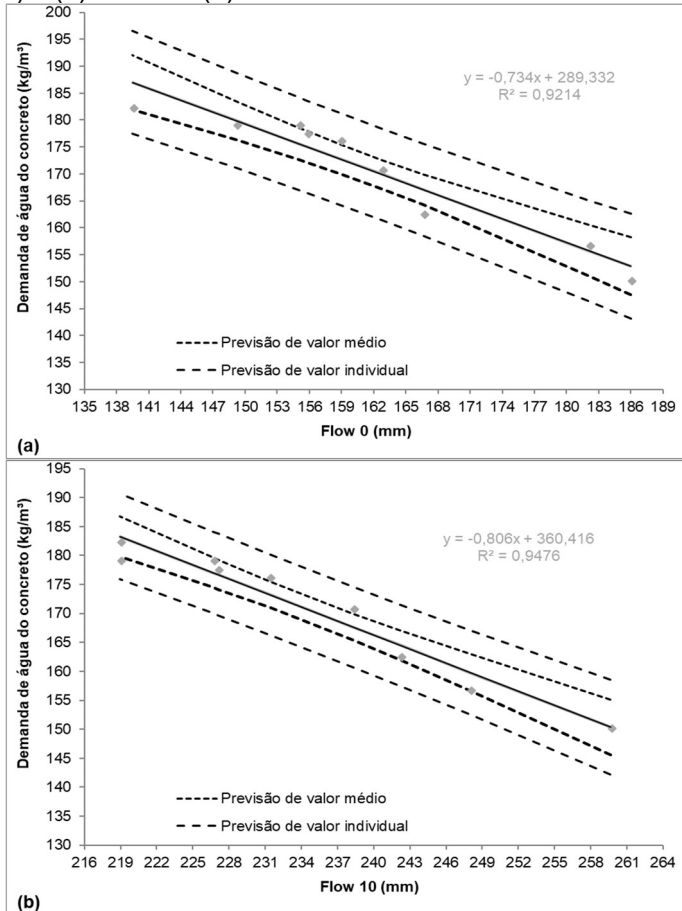 200
195
190
185
180
175
170
165
160
155
150
145
140
135
130
Demanda de água do concreto (kg/m³)
y = -0,734x + 289,332
R² = 0,9214
Previsão de valor médio
Previsão de valor individual
135 138 141 144 147 150 153 156 159 162 165 168 171 174 177 180 183 186 189
Flow 0 (mm)
(a)
195
190
185
180
175
170
165
160
155
150
145
140
135
130
Demanda de água do concreto (kg/m³)
y = -0,806x + 360,416
R² = 0,9476
Previsão de valor médio
Previsão de valor individual
216 219 222 225 228 231 234 237 240 243 246 249 252 255 258 261 264
Flow 10 (mm)
(b)